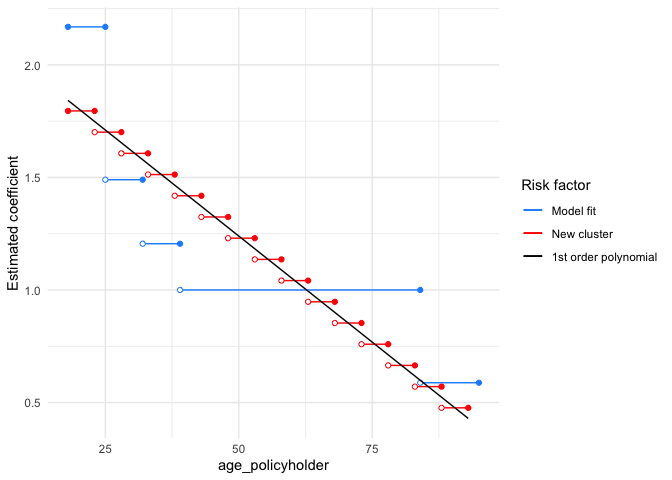 2.0
1.5
1.0
0.5
Estimated coefficient
25
50
75
age_policyholder
Risk factor
Model fit
New cluster
1st order polynomial